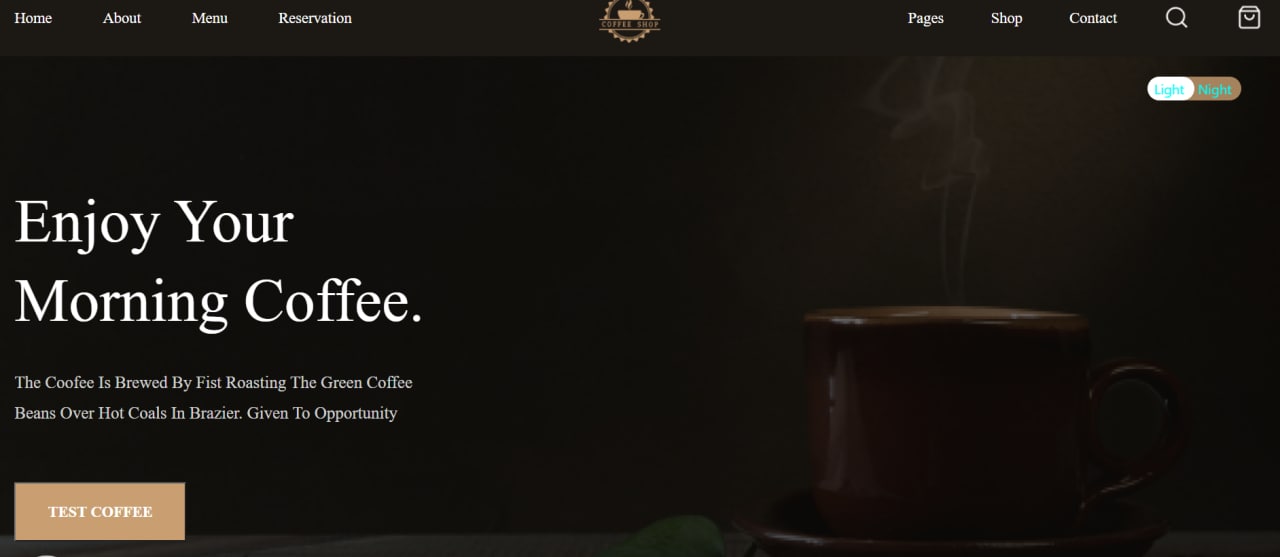 Home About Menu Reservation COFFEE SHOP Pages Shop Contact
Light Night
Enjoy Your
Morning Coffee.
The Coofee Is Brewed By Fist Roasting The Green Coffee
Beans Over Hot Coals In Brazier. Given To Opportunity
TEST COFFEE